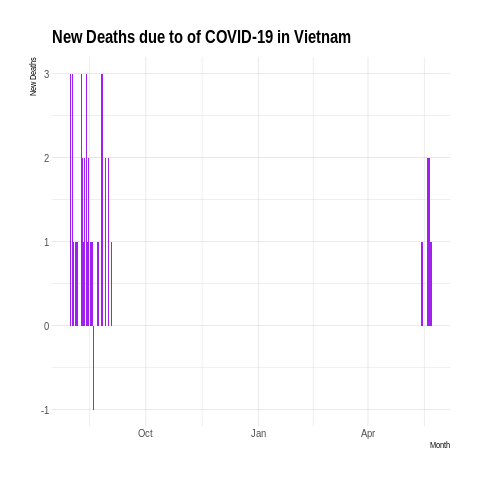 New Deaths due to of COVID-19 in Vietnam
New Deaths
3
2
1
0
-1
Oct
Jan
Apr
Month